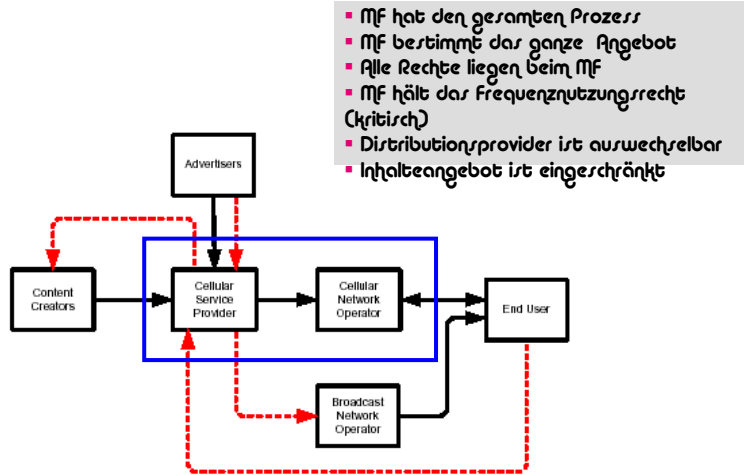 MF hat den gesamten Prozess
MF bestimmt das ganze Angebot
Alle Rechte liegen beim MF
MF hält das Frequenznutzungsrecht
(kritisch)
Distributionsprovider ist auswechselbar
Inhalteangebot ist eingeschränkt
Advertisers
Content
Creators
Cellular
Service
Provider
Cellular
Network
Operator
End User
Broadcast
Network
Operator